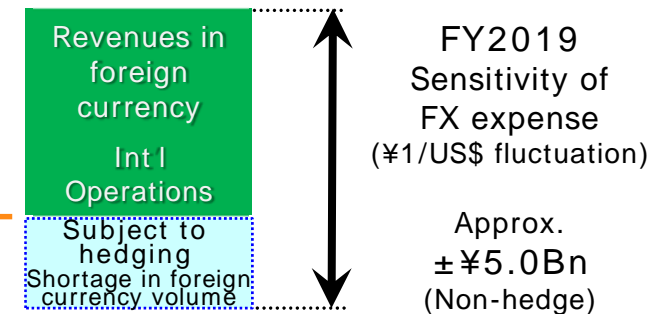 Revenues in
foreign
currency
Int l
Operations
Subject to
hedging
Shortage in foreign
currency volume
FY2019
Sensitivity of
FX expense
(¥1/US$ fluctuation)
Approx.
±¥5.0Bn
(Non-hedge)